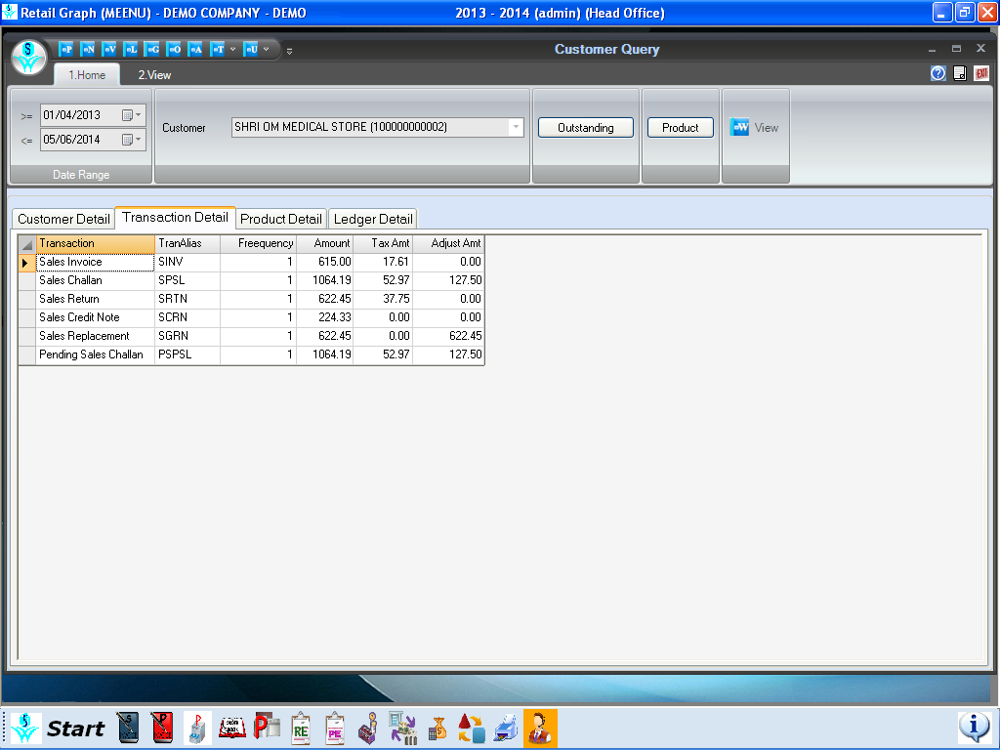 Retail Graph (MEENU) - DEMO COMPANY - DEMO 2013 - 2014 (admin) (Head Office)
Customer Query
1.Home 2.View
>= 01/04/2013
<= 05/06/2014
Date Range
Customer SHRI OM MEDICAL STORE (100000000002)
Outstanding Product View
Customer Detail Transaction Detail Product Detail Ledger Detail
Transaction TranAlias Freequency Amount Tax Amt Adjust Amt
Sales Invoice SINV 1 615.00 17.61 0.00
Sales Challan SPSL 1 1064.19 52.97 127.50
Sales Return SRTN 1 622.45 37.75 0.00
Sales Credit Note SCRN 1 224.33 0.00 0.00
Sales Replacement SGRN 1 622.45 0.00 622.45
Pending Sales Challan PSPSL 1 1064.19 52.97 127.50
Start RE PE